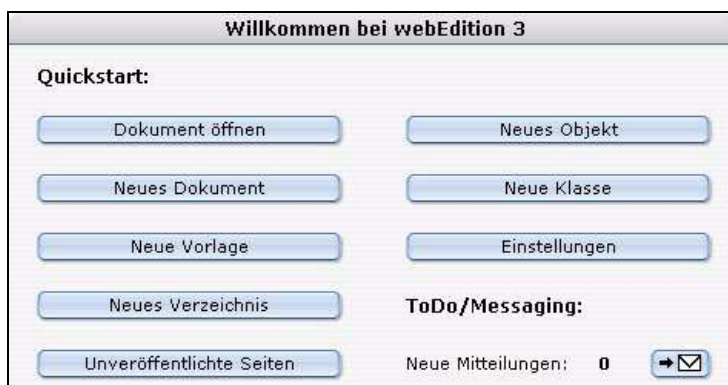 Willkommen bei webEdition 3
Quickstart:
Dokument öffnen
Neues Objekt
Neues Dokument
Neue Klasse
Neue Vorlage
Einstellungen
Neues Verzeichnis
ToDo/Messaging:
Unveröffentlichte Seiten
Neue Mitteilungen: 0